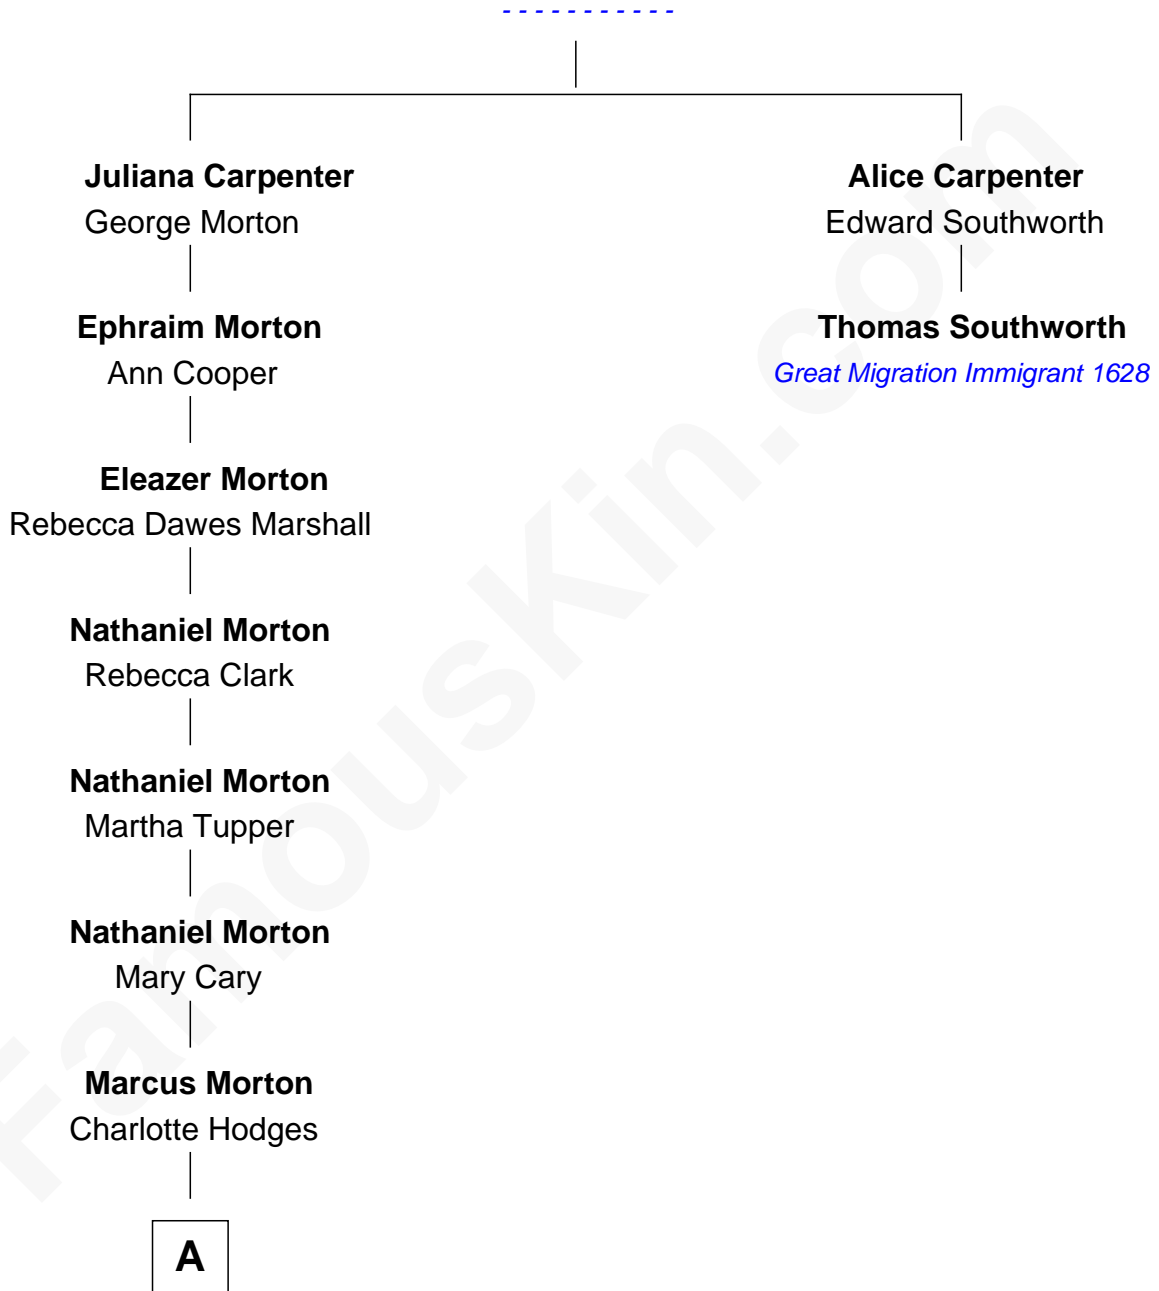 - - - - - - - - - - -
Juliana Carpenter
George Morton
Alice Carpenter
Edward Southworth
Ephraim Morton
Ann Cooper
Thomas Southworth
Great Migration Immigrant 1628
Eleazer Morton
Rebecca Dawes Marshall
Nathaniel Morton
Rebecca Clark
Nathaniel Morton
Martha Tupper
Nathaniel Morton
Mary Cary
Marcus Morton
Charlotte Hodges
A
FamousKin.com